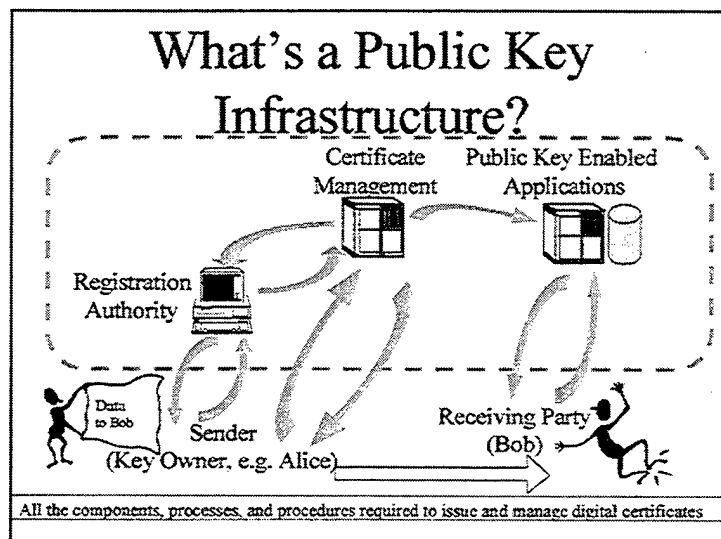 What's a Public Key
Infrastructure?
Certificate
Management
Public Key Enabled
Applications
Registration
Authority
Data
to Bob
Sender
(Key Owner, e.g. Alice)
Receiving Party
(Bob)
All the components, processes, and procedures required to issue and manage digital certificates